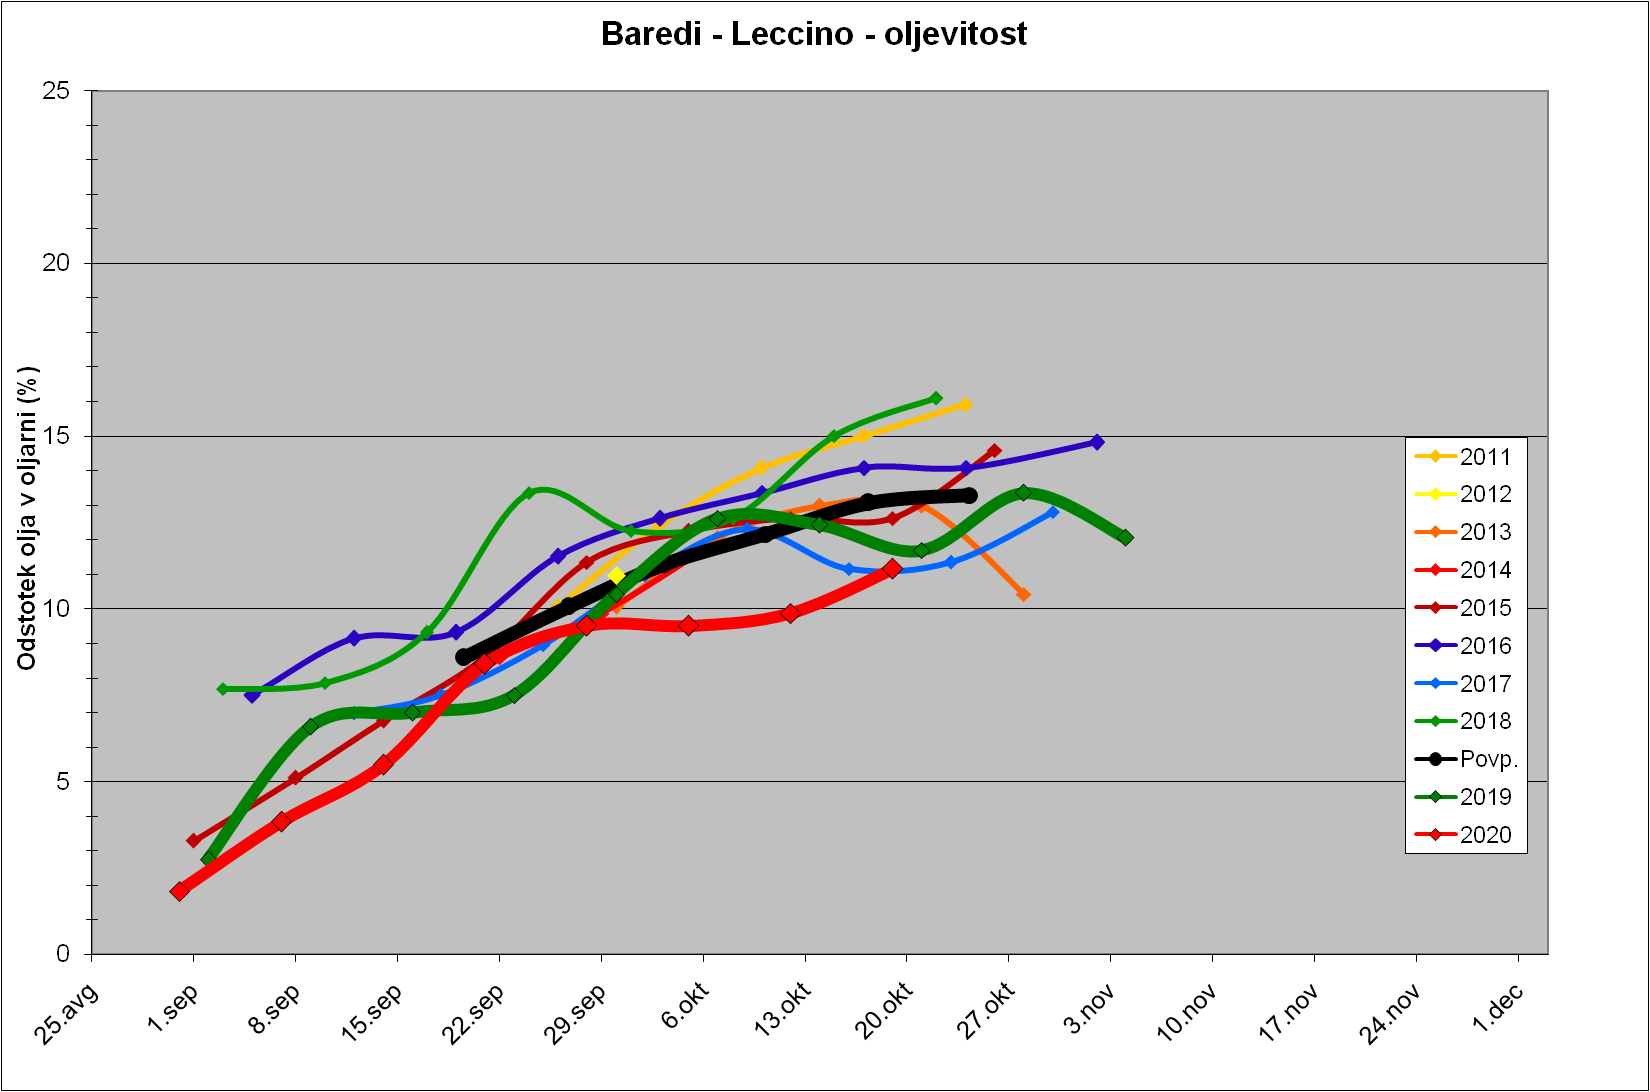 Baredi - Leccino - oljevitost
Odstotek olja v oljarni (%)
25
20
15
10
5
0
25.avg
1.sep
8.sep
15.sep
22.sep
29.sep
6.okt
13.okt
20.okt
27.okt
3.nov
10.nov
17.nov
24.nov
1.dec
2011
2012
2013
2014
2015
2016
2017
2018
Povp.
2019
2020